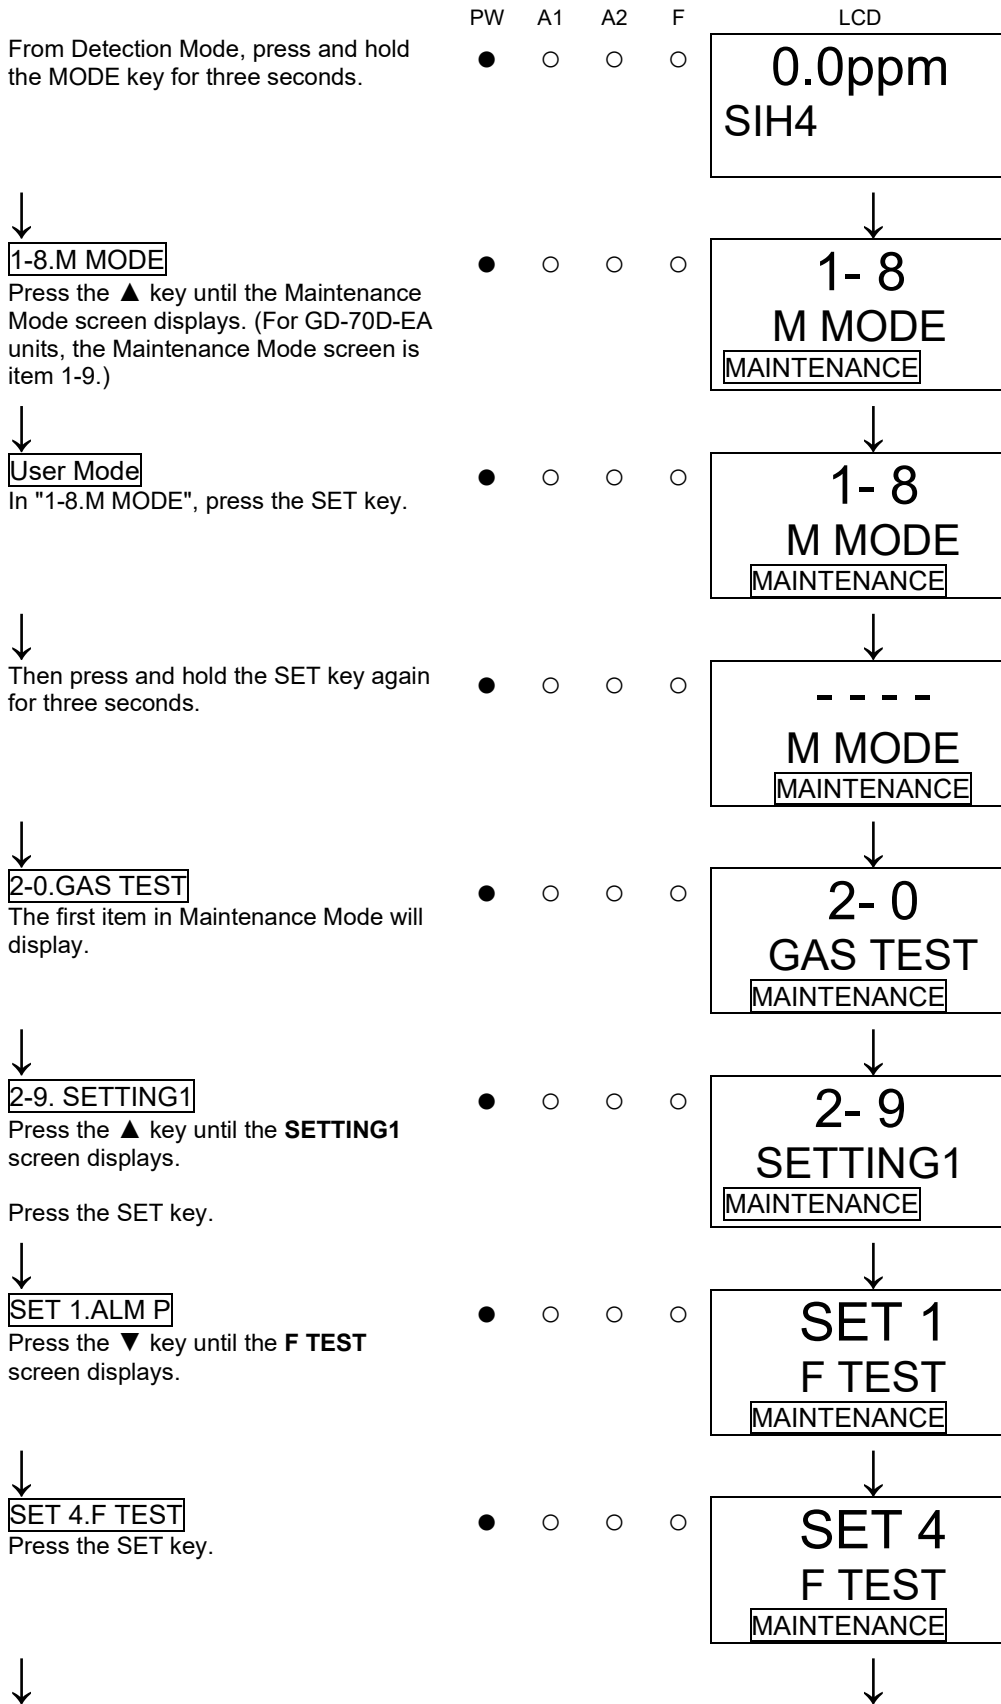 PW A1 A2 F LCD
From Detection Mode, press and hold
the MODE key for three seconds.
● ○ ○ ○
0.0ppm
SIH4
↓ ↓
1-8.M MODE
Press the ▲ key until the Maintenance
Mode screen displays. (For GD-70D-EA
units, the Maintenance Mode screen is
item 1-9.)
● ○ ○ ○
1- 8
M MODE
MAINTENANCE
↓ ↓
User Mode
In "1-8.M MODE", press the SET key.
● ○ ○ ○
1- 8
M MODE
MAINTENANCE
↓ ↓
Then press and hold the SET key again
for three seconds.
● ○ ○ ○
- - - -
M MODE
MAINTENANCE
↓ ↓
2-0.GAS TEST
The first item in Maintenance Mode will
display.
● ○ ○ ○
2- 0
GAS TEST
MAINTENANCE
↓ ↓
2-9. SETTING1
Press the ▲ key until the SETTING1
screen displays.
Press the SET key.
● ○ ○ ○
2- 9
SETTING1
MAINTENANCE
↓ ↓
SET 1.ALM P
Press the ▼ key until the F TEST
screen displays.
● ○ ○ ○
SET 1
F TEST
MAINTENANCE
↓ ↓
SET 4.F TEST
Press the SET key.
● ○ ○ ○
SET 4
F TEST
MAINTENANCE
↓ ↓